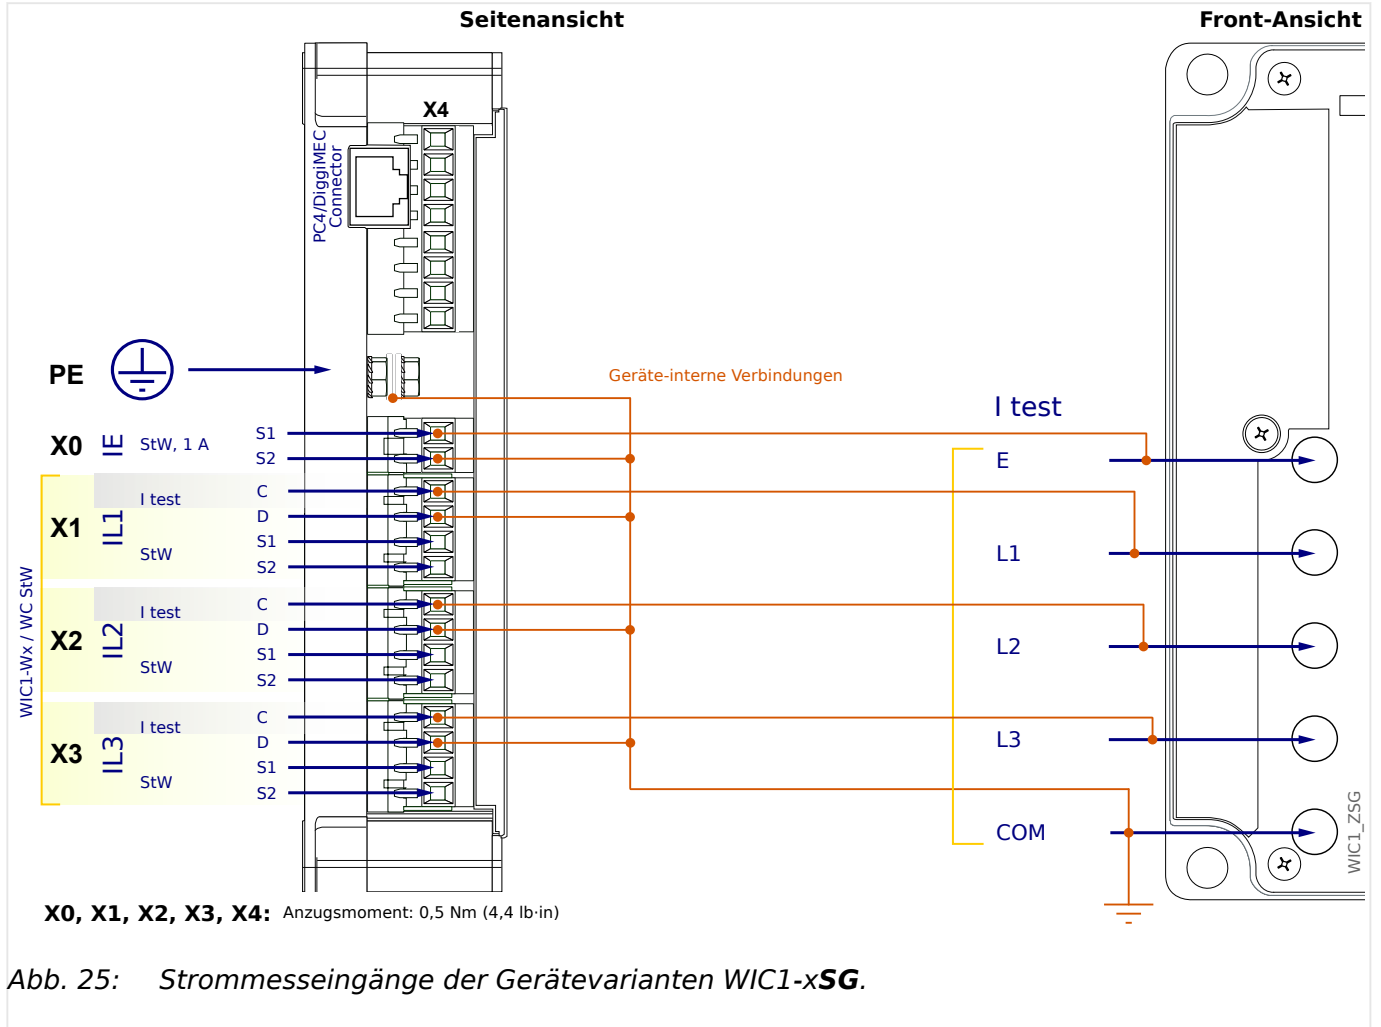 Seitenansicht
Front-Ansicht
X4
PC4/DiggiMEC
Connector
PE
Geräte-interne Verbindungen
I test
X0 IE StW, 1 A S1
S2
E
WIC1-Wx / WC StW
X1 IL1 I test C
D
StW S1
S2
L1
X2 IL2 I test C
D
StW S1
S2
L2
X3 IL3 I test C
D
StW S1
S2
L3
COM
WIC1_ZSG
X0, X1, X2, X3, X4: Anzugsmoment: 0,5 Nm (4,4 lb·in)
Abb. 25: Strommesseingänge der Gerätevarianten WIC1-xSG.